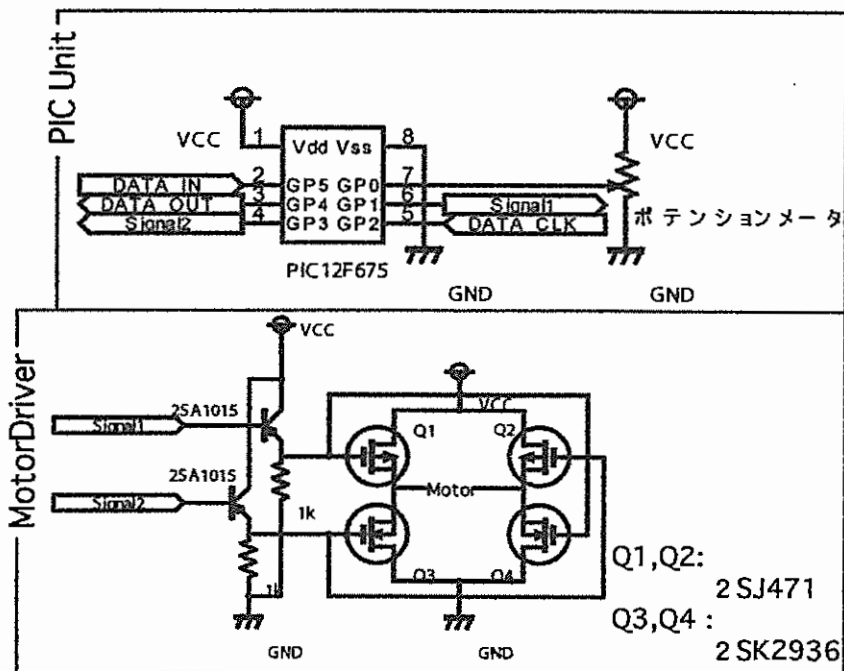 PIC Unit
VCC
1
Vdd
Vss
8
VCC
DATA IN
2
GP5
GP0
7
DATA OUT
3
GP4
GP1
6
Signal1
Signal2
4
GP3
GP2
5
DATA CLK
ポテンションメータ
PIC12F675
GND
GND
MotorDriver
VCC
VCC
2SA1015
Signal1
Q1
Q2
2SA1015
Signal2
Motor
1k
1k
Q3
Q4
GND
GND
Q1,Q2:
2SJ471
Q3,Q4 :
2SK2936